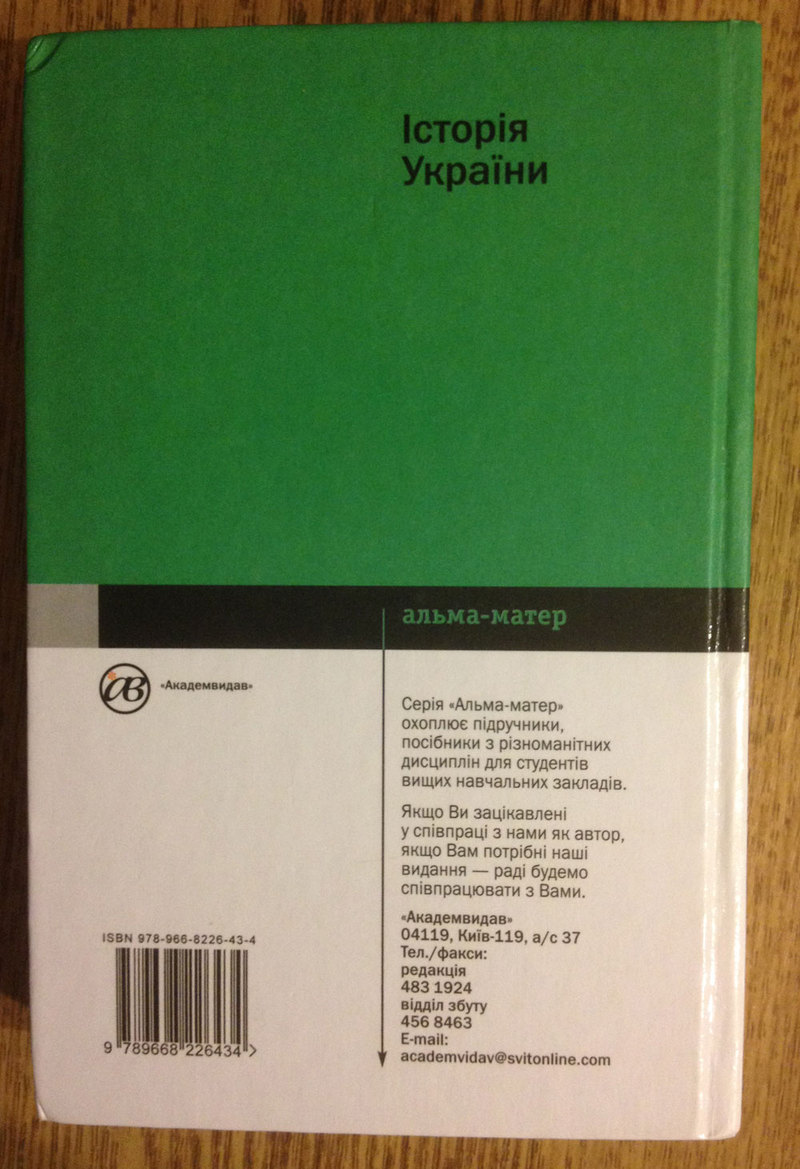 Історія
України
альма-матер
ав
«Академвидав»
Серія «Альма-матер»
охоплює підручники,
посібники з різноманітних
дисциплін для студентів
вищих навчальних закладів.
Якщо Ви зацікавлені
у співпраці з нами як автор,
якщо Вам потрібні наші
видання — раді будемо
співпрацювати з Вами.
«Академвидав»
04119, Київ-119, а/с 37
Тел./факси:
редакція
483 1924
відділ збуту
456 8463
E-mail:
academvidav@svitonline.com
ISBN 978-966-8226-43-4
9 789668 226434 >